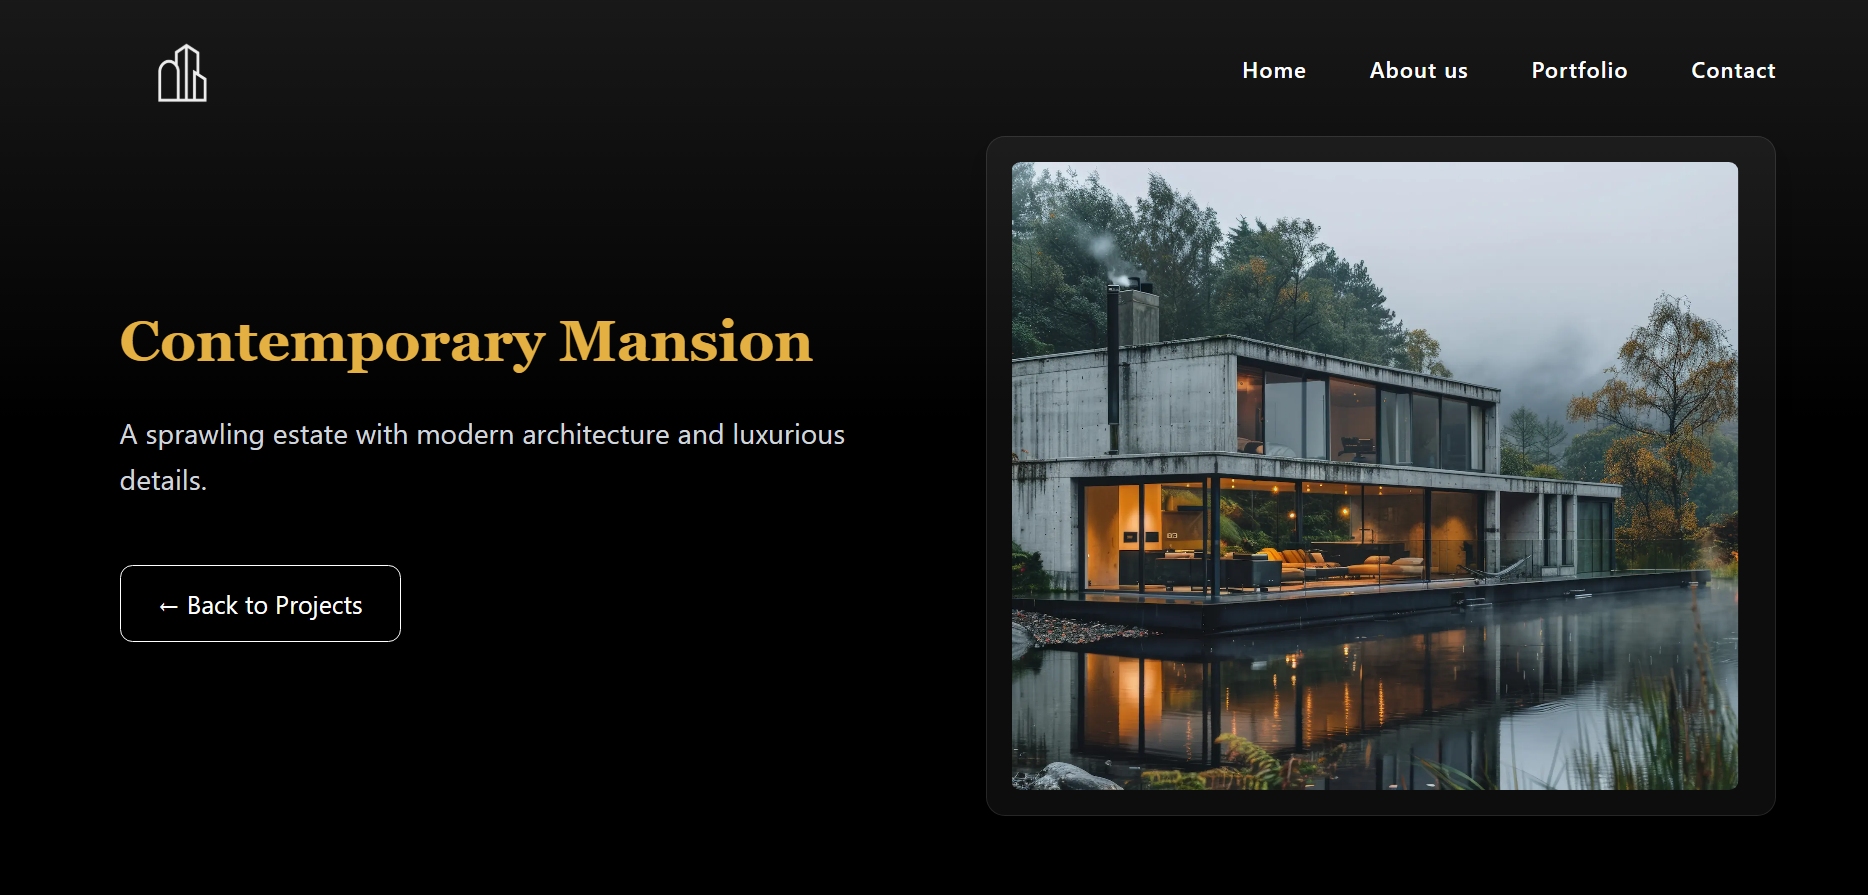 Home About us Portfolio Contact
Contemporary Mansion
A sprawling estate with modern architecture and luxurious
details.
← Back to Projects